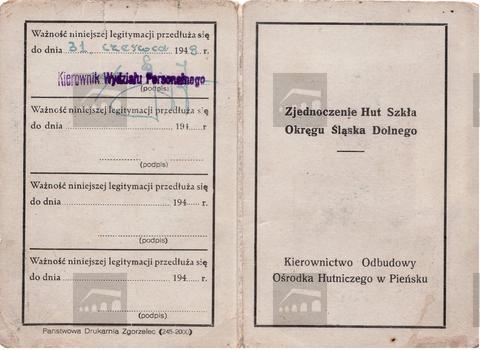 Ważność niniejszej legitymacji przedłuża się
do dnia 31 czerwca 1948 r.
Kierownik Wydziału Personalnego
(podpis)
Ważność niniejszej legitymacji przedłuża się
do dnia ........................ 194...... r.
(podpis)
Ważność niniejszej legitymacji przedłuża się
do dnia ........................ 194...... r.
(podpis)
Ważność niniejszej legitymacji przedłuża się
do dnia ........................ 194...... r.
(podpis)
Państwowa Drukarnia Zgorzelec (245-2000)
Zjednoczenie Hut Szkła
Okręgu Śląska Dolnego
Kierownictwo Odbudowy
Ośrodka Hutniczego w Pieńsku